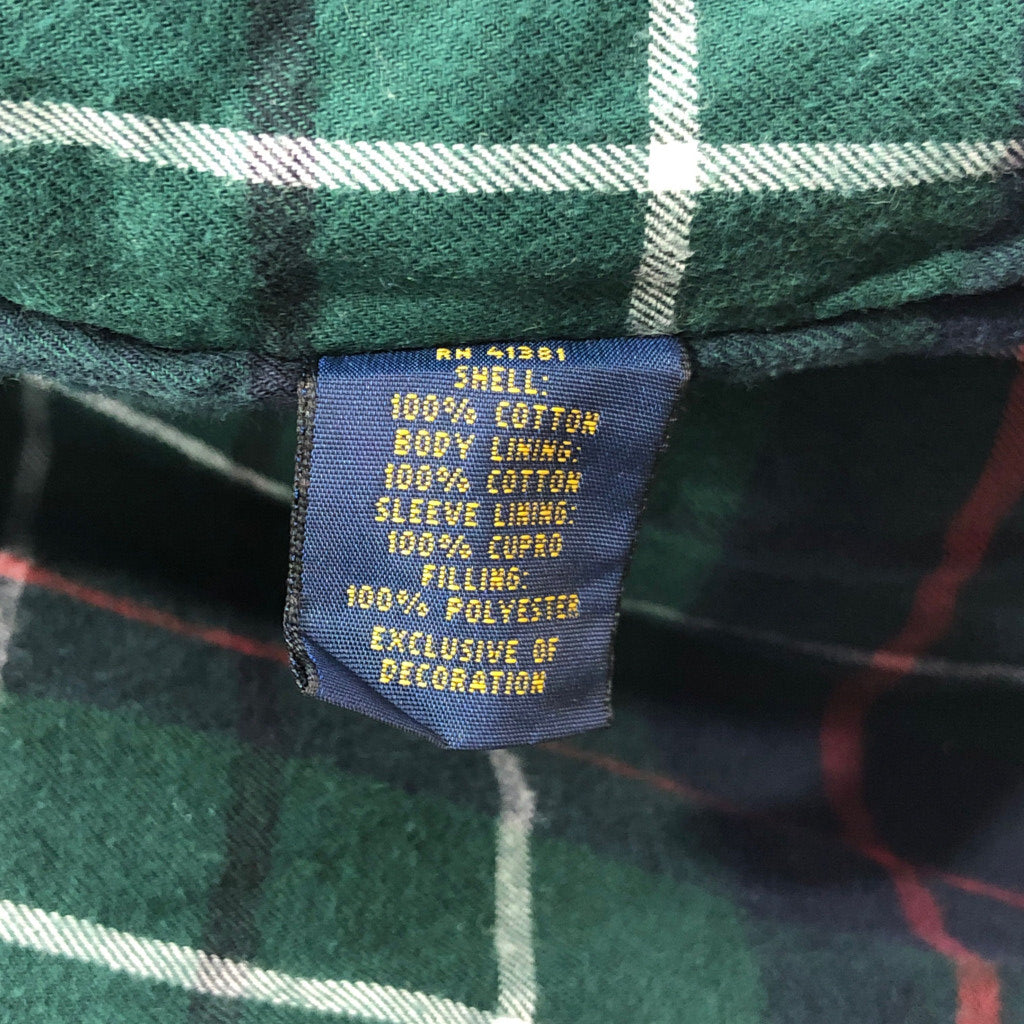 RN 41381
SHELL:
100% COTTON
BODY LINING:
100% COTTON
SLEEVE LINING:
100% CUPRO
FILLING:
100% POLYESTER
EXCLUSIVE OF
DECORATION